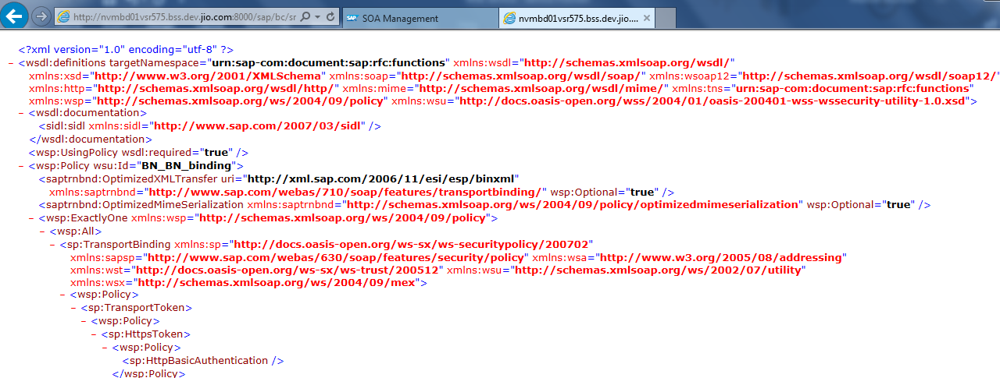 http://nvmbd01vsr575.bss.dev.jio.com:8000/sap/bc/sr
SAP SOA Management
nvmbd01vsr575.bss.dev.jio....
<?xml version="1.0" encoding="utf-8" ?>
– <wsdl:definitions targetNamespace="urn:sap-com:document:sap:rfc:functions" xmlns:wsdl="http://schemas.xmlsoap.org/wsdl/"
xmlns:xsd="http://www.w3.org/2001/XMLSchema" xmlns:soap="http://schemas.xmlsoap.org/wsdl/soap/" xmlns:wsoap12="http://schemas.xmlsoap.org/wsdl/soap12/"
xmlns:http="http://schemas.xmlsoap.org/wsdl/http/" xmlns:mime="http://schemas.xmlsoap.org/wsdl/mime/" xmlns:tns="urn:sap-com:document:sap:rfc:functions"
xmlns:wsp="http://schemas.xmlsoap.org/ws/2004/09/policy" xmlns:wsu="http://docs.oasis-open.org/wss/2004/01/oasis-200401-wss-wssecurity-utility-1.0.xsd">
– <wsdl:documentation>
<sidl:sidl xmlns:sidl="http://www.sap.com/2007/03/sidl" />
</wsdl:documentation>
<wsp:UsingPolicy wsdl:required="true" />
– <wsp:Policy wsu:Id="BN_BN_binding">
<saptrnbnd:OptimizedXMLTransfer uri="http://xml.sap.com/2006/11/esi/esp/binxml"
xmlns:saptrnbnd="http://www.sap.com/webas/710/soap/features/transportbinding/" wsp:Optional="true" />
<saptrnbnd:OptimizedMimeSerialization xmlns:saptrnbnd="http://schemas.xmlsoap.org/ws/2004/09/policy/optimizedmimeserialization" wsp:Optional="true" />
– <wsp:ExactlyOne xmlns:wsp="http://schemas.xmlsoap.org/ws/2004/09/policy">
– <wsp:All>
– <sp:TransportBinding xmlns:sp="http://docs.oasis-open.org/ws-sx/ws-securitypolicy/200702"
xmlns:sapsp="http://www.sap.com/webas/630/soap/features/security/policy" xmlns:wsa="http://www.w3.org/2005/08/addressing"
xmlns:wst="http://docs.oasis-open.org/ws-sx/ws-trust/200512" xmlns:wsu="http://schemas.xmlsoap.org/ws/2002/07/utility"
xmlns:wsx="http://schemas.xmlsoap.org/ws/2004/09/mex">
– <wsp:Policy>
– <sp:TransportToken>
– <wsp:Policy>
– <sp:HttpsToken>
– <wsp:Policy>
<sp:HttpBasicAuthentication />
</wsp:Policy>